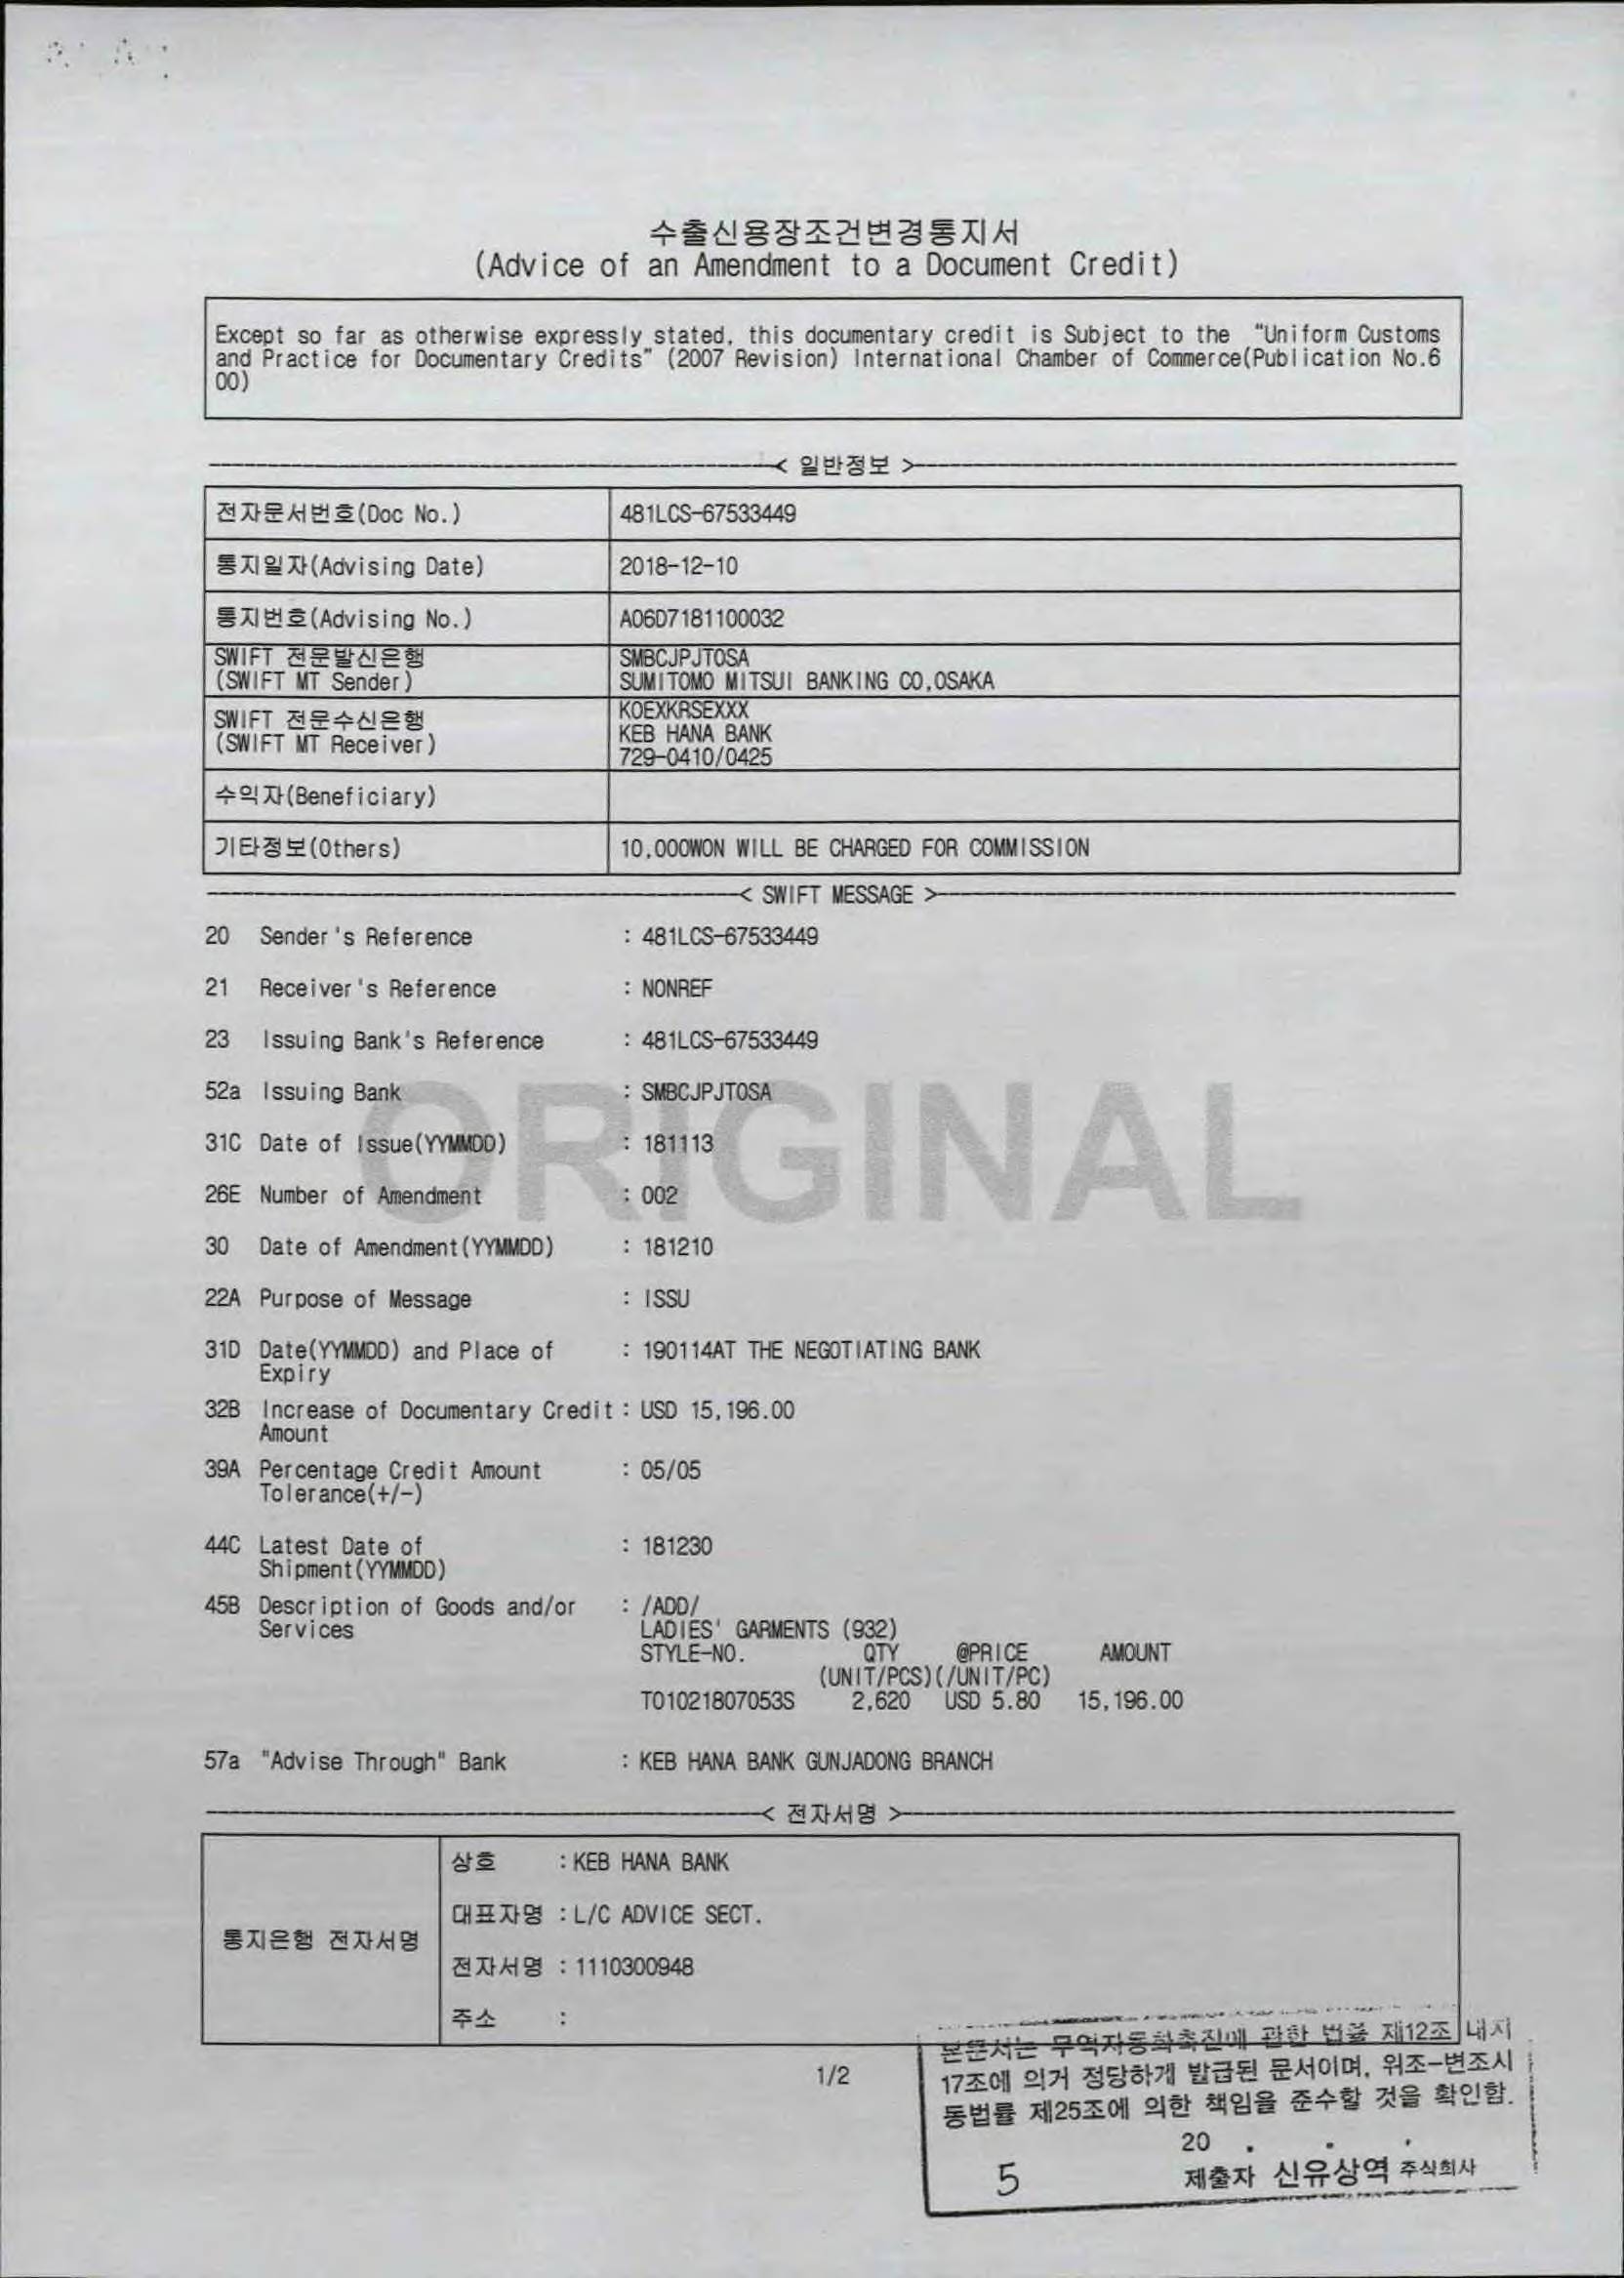 수출신용장조건변경통지서
(Advice of an Amendment to a Document Credit)
Except so far as otherwise expressly stated, this documentary credit is Subject to the "Uniform Customs
and Practice for Documentary Credits" (2007 Revision) International Chamber of Commerce(Publication No.6
00)
< 일반정보 >
전자문서번호(Doc No.) 481LCS-67533449
통지일자(Advising Date) 2018-12-10
통지번호(Advising No.) A06D7181100032
SWIFT 전문발신은행 SMBCJPJTOSA
(SWIFT MT Sender) SUMITOMO MITSUI BANKING CO,OSAKA
KOEXKRSEXXX
SWIFT 전문수신은행 KEB HANA BANK
(SWIFT MT Receiver) 729-0410/0425
수익자(Beneficiary)
기타정보(Others) 10,000WON WILL BE CHARGED FOR COMMISSION
< SWIFT MESSAGE >
20 Sender's Reference : 481LCS-67533449
21 Receiver's Reference : NONREF
23 Issuing Bank's Reference : 481LCS-67533449
52a Issuing Bank : SMBCJPJTOSA
ORIGINAL
31C Date of Issue(YYMMDD) : 181113
26E Number of Amendment : 002
30 Date of Amendment(YYMMDD) : 181210
22A Purpose of Message : ISSU
31D Date(YYMMDD) and Place of : 190114AT THE NEGOTIATING BANK
Expiry
32B Increase of Documentary Credit : USD 15,196.00
Amount
39A Percentage Credit Amount : 05/05
Tolerance(+/-)
44C Latest Date of : 181230
Shipment(YYMMDD)
45B Description of Goods and/or : /ADD/
Services LADIES' GARMENTS (932)
STYLE-NO. QTY @PRICE AMOUNT
(UNIT/PCS)(/UNIT/PC)
T01021807053S 2,620 USD 5.80 15,196.00
57a "Advise Through" Bank : KEB HANA BANK GUNJADONG BRANCH
< 전자서명 >
통지은행 전자서명
상호 : KEB HANA BANK
대표자명 : L/C ADVICE SECT.
전자서명 : 1110300948
주소 :
1/2
본문서는 무역자동화촉진에 관한 법률 제12조 내지
17조에 의거 정당하게 발급된 문서이며, 위조-변조시
동법률 제25조에 의한 책임을 준수할 것을 확인함.
20 . . .
5 제출자 신유상역 주식회사